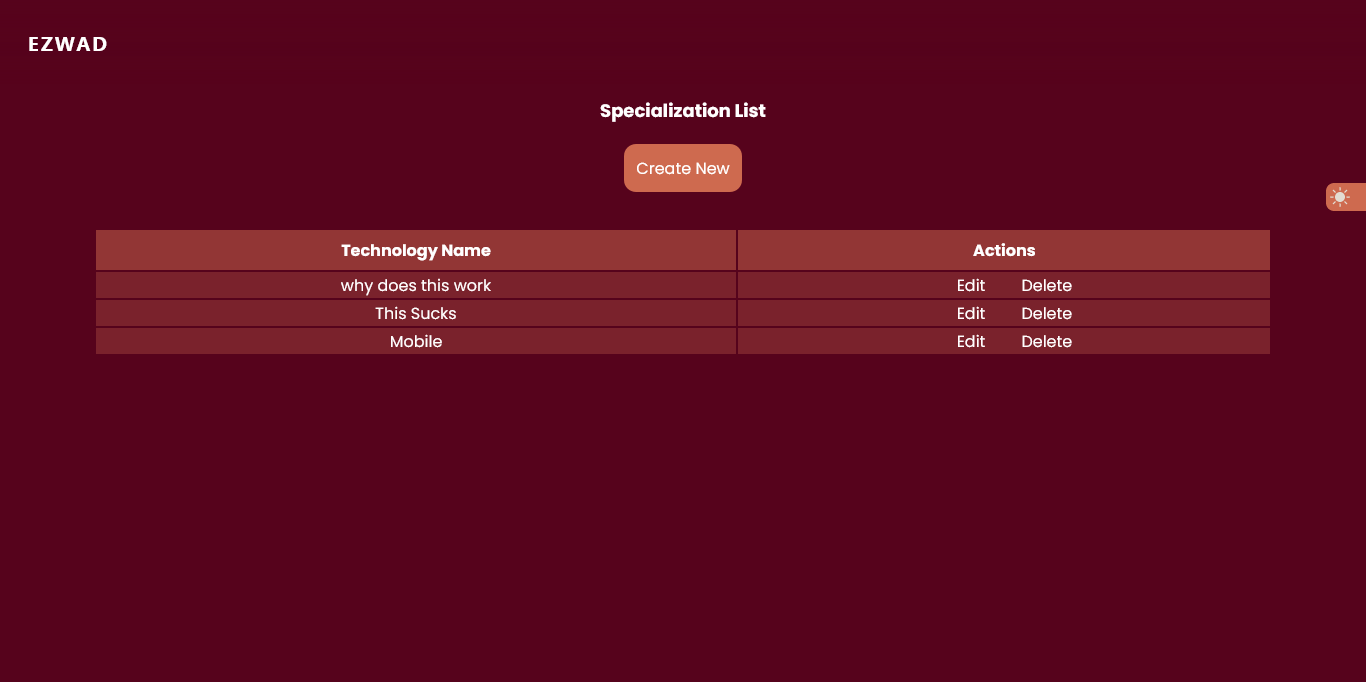 EZWAD
Specialization List
Create New
Technology Name Actions
why does this work Edit Delete
This Sucks Edit Delete
Mobile Edit Delete